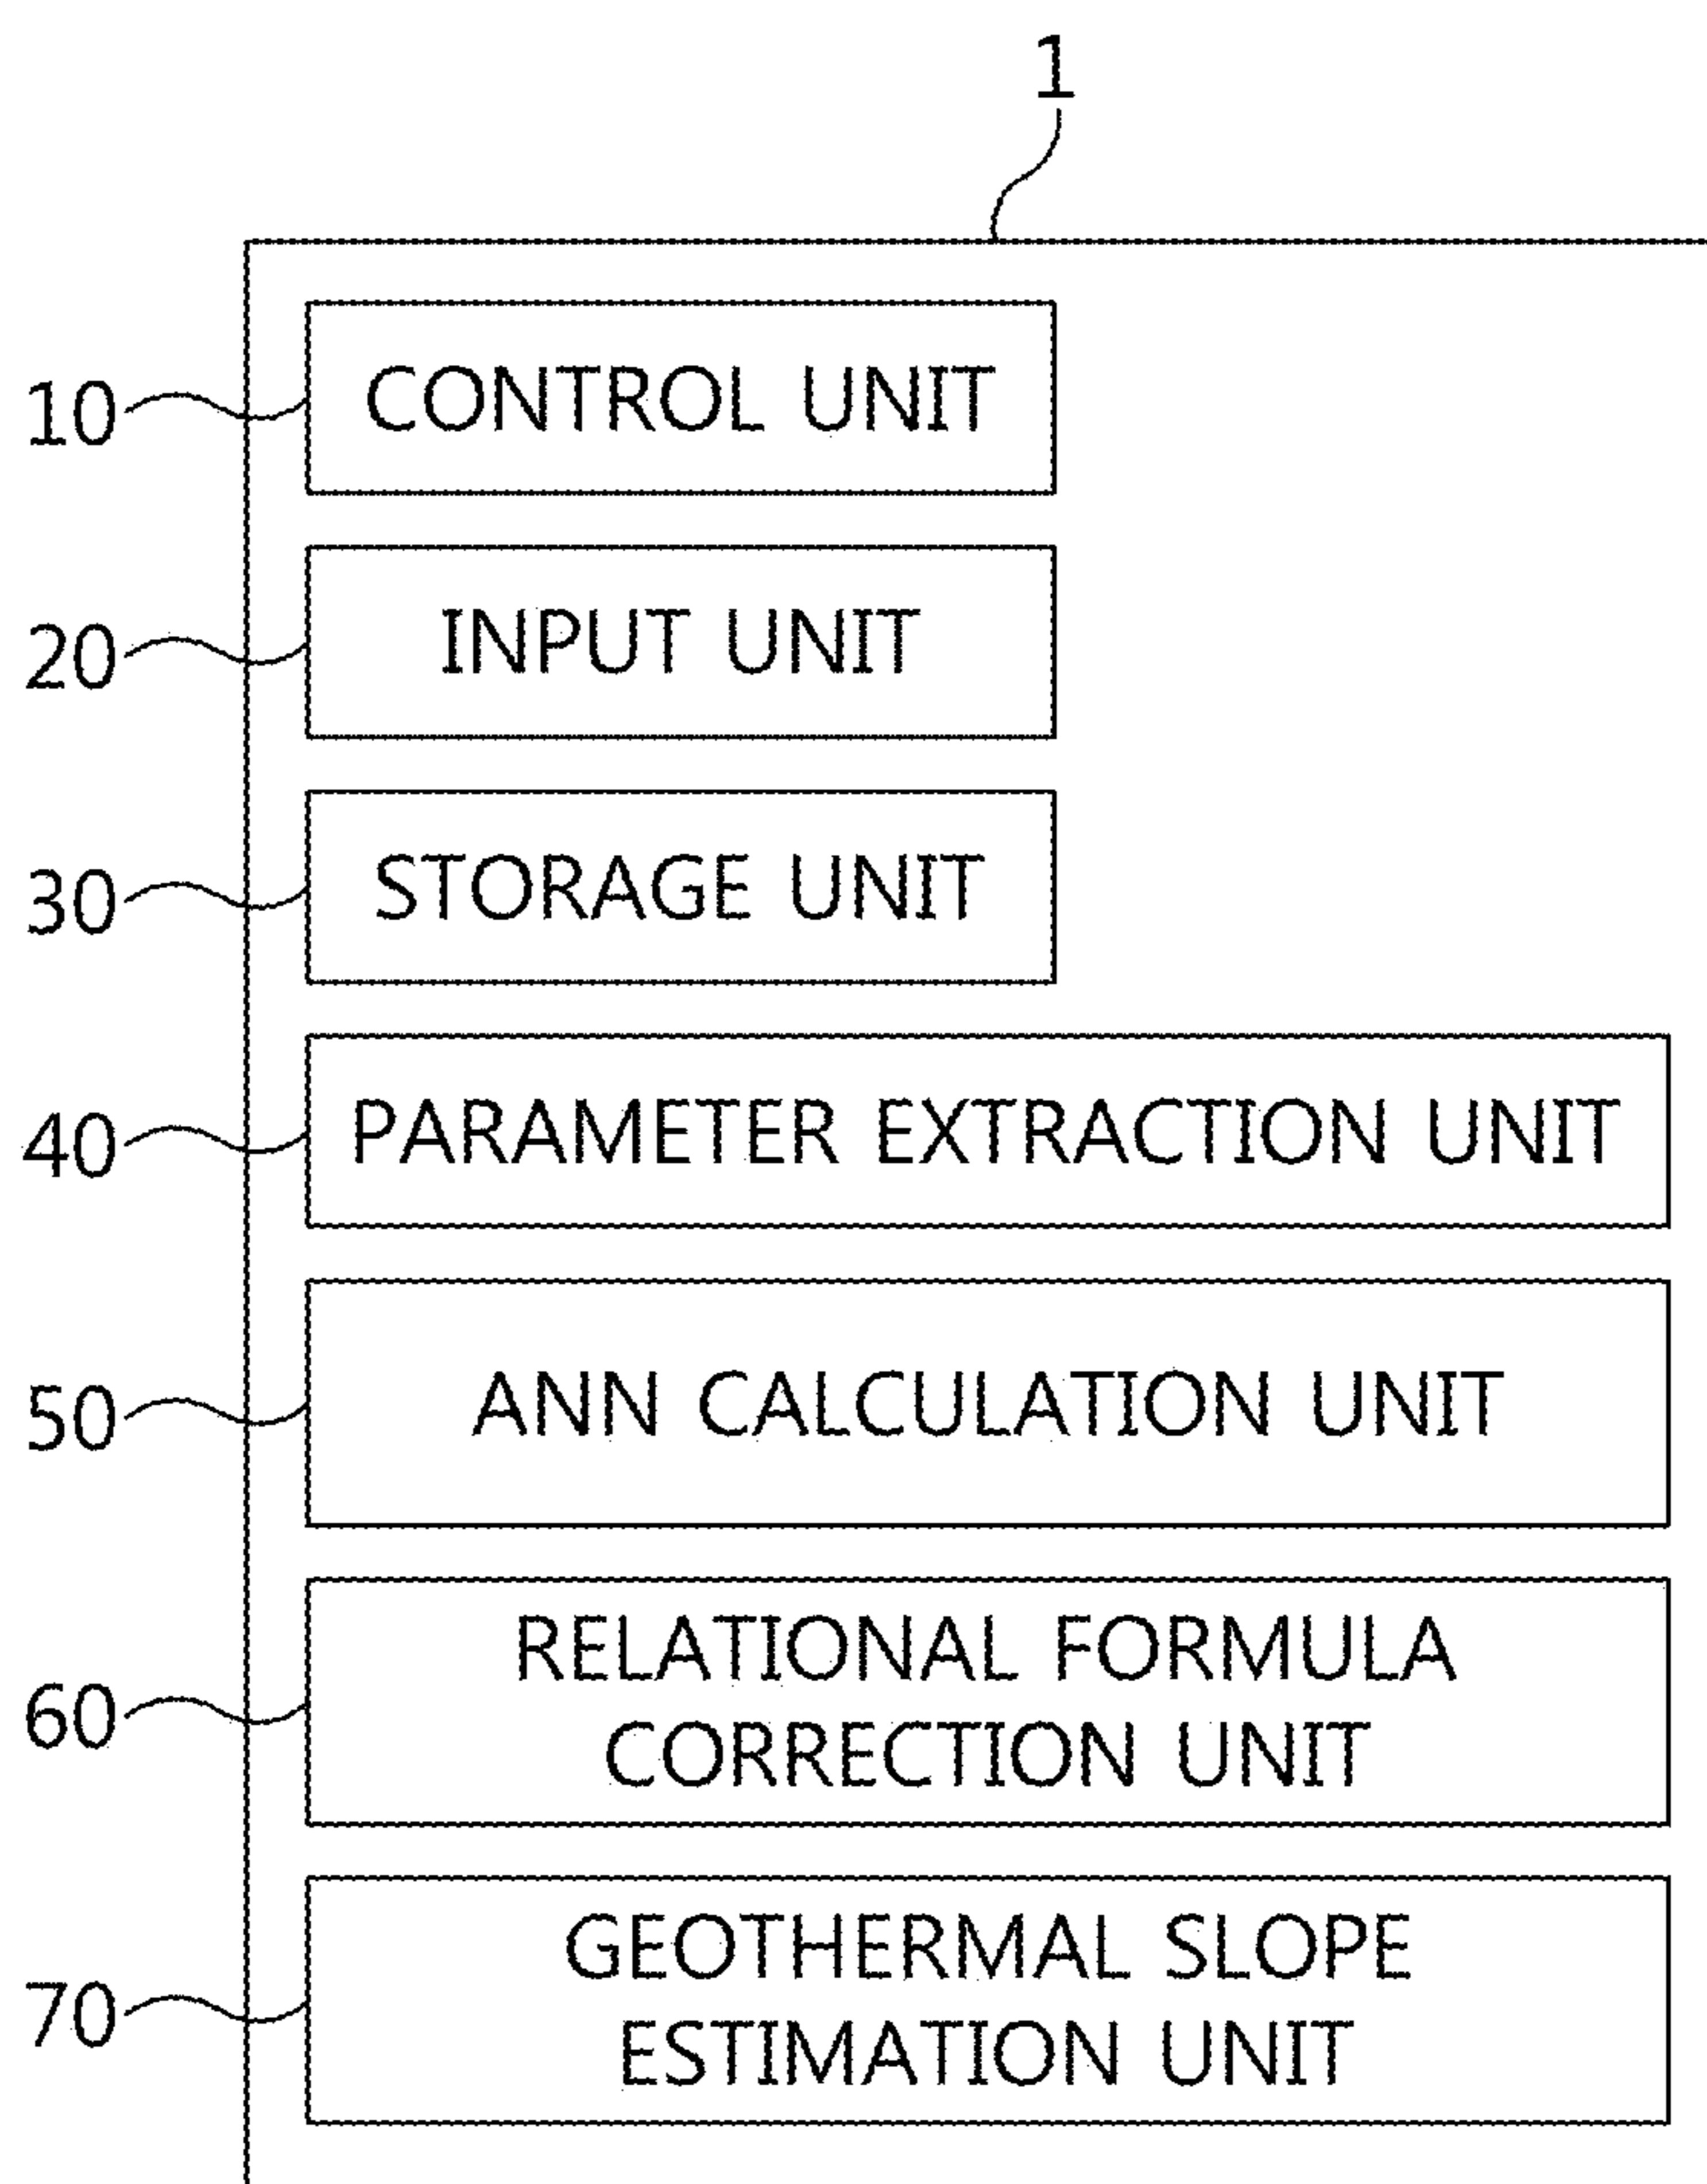 1
10 CONTROL UNIT
20 INPUT UNIT
30 STORAGE UNIT
40 PARAMETER EXTRACTION UNIT
50 ANN CALCULATION UNIT
60 RELATIONAL FORMULA
CORRECTION UNIT
70 GEOTHERMAL SLOPE
ESTIMATION UNIT